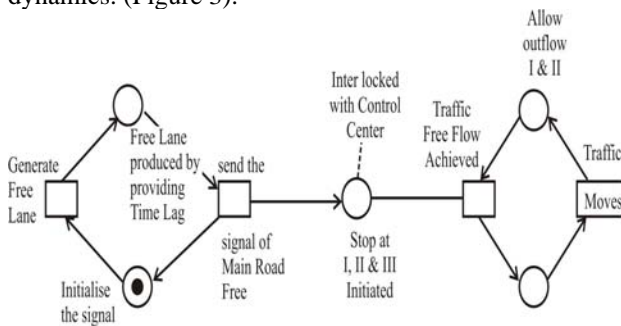 dynamics. (Figure 3).
Allow
outflow
I & II
Inter locked
with Control
Center
Traffic
Free Flow
Achieved
Traffic
Moves
Generate
Free
Lane
Free Lane
produced by
providing
Time Lag
send the
signal of
Main Road
Free
Stop at
I, II & III
Initiated
Initialise
the signal